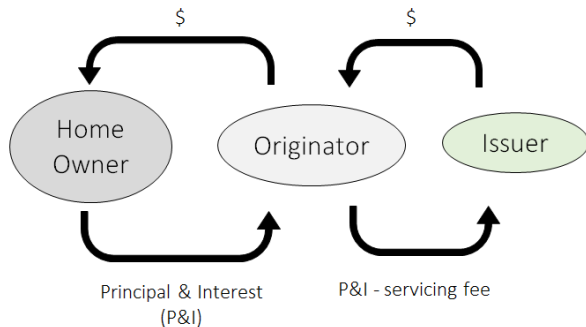 $
$
Home
Owner
Originator
Issuer
Principal & Interest
(P&I)
P&I - servicing fee